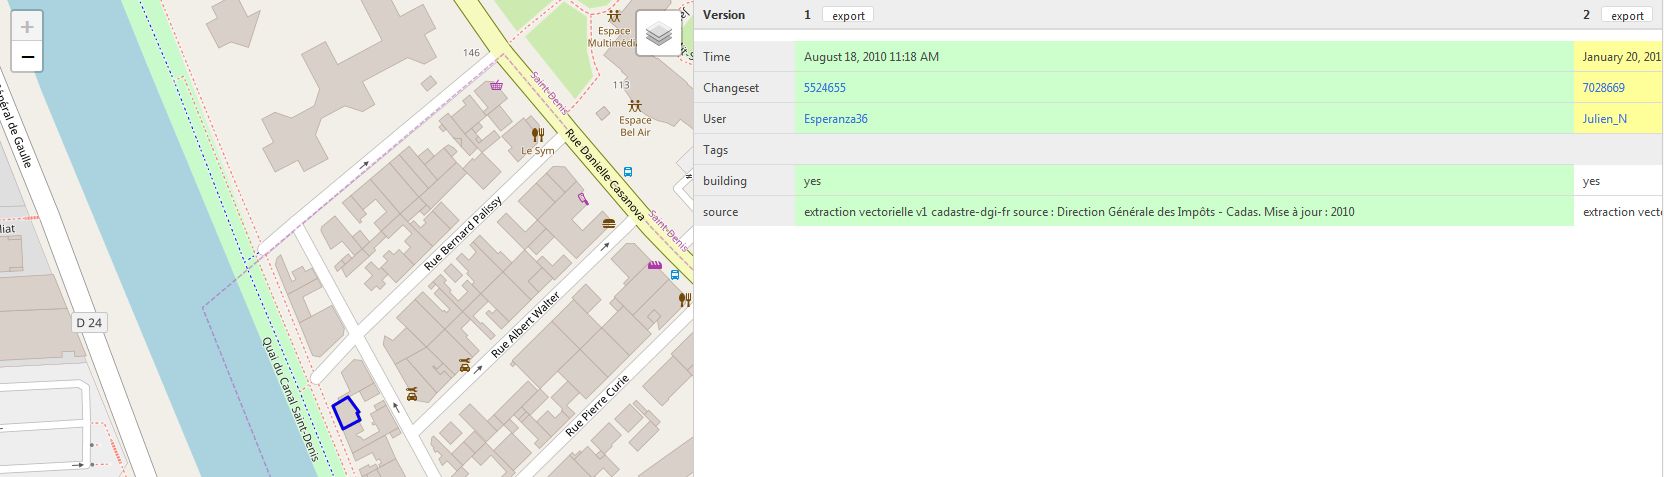 +
−
Général de Gaulle
D 24
146
113
Espace
Multimédi
Saint-Denis
Espace
Bel Air
Le Sym
Rue Danielle Casanova
Saint-Denis
Rue Bernard Palissy
Rue Albert Walter
Rue Pierre Curie
Quai du Canal Saint-Denis
liat
Version 1 export 2 export
Time August 18, 2010 11:18 AM January 20, 201
Changeset 5524655 7028669
User Esperanza36 Julien_N
Tags
building yes yes
source extraction vectorielle v1 cadastre-dgi-fr source : Direction Générale des Impôts - Cadas. Mise à jour : 2010 extraction vect